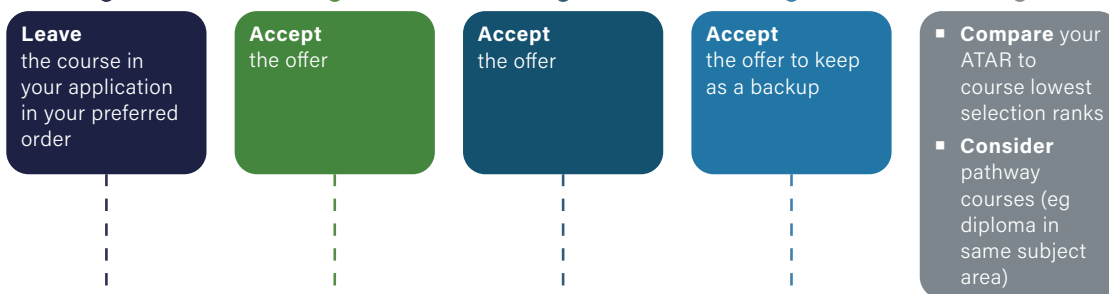 Leave
the course in
your application
in your preferred
order
Accept
the offer
Accept
the offer
Accept
the offer to keep
as a backup
▪ Compare your
ATAR to
course lowest
selection ranks
▪ Consider
pathway
courses (eg
diploma in
same subject
area)